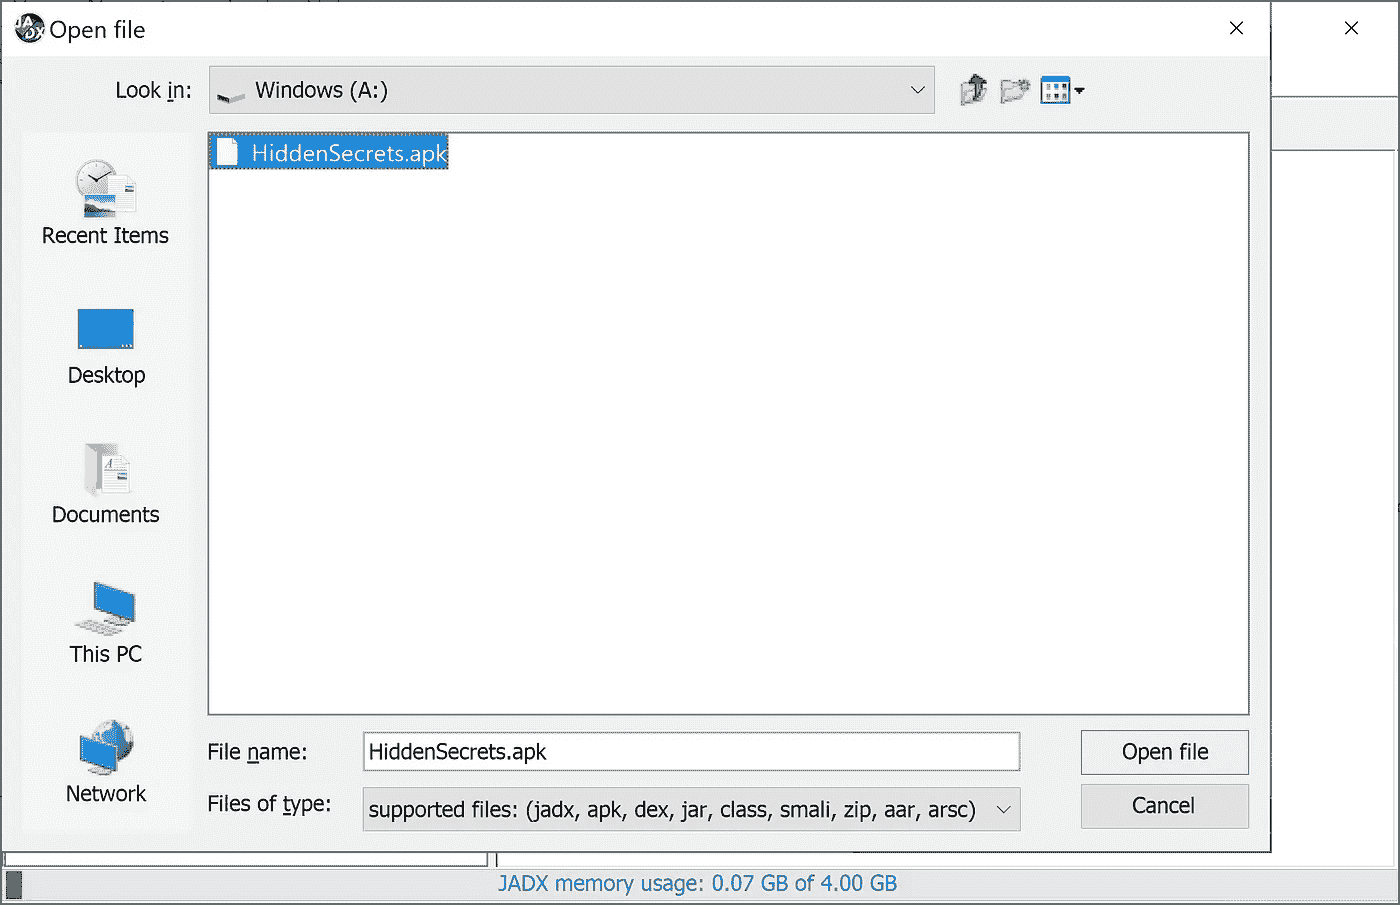 Open file
Look in:
Windows (A:)
HiddenSecrets.apk
Recent Items
Desktop
Documents
This PC
Network
File name:
HiddenSecrets.apk
Open file
Files of type:
supported files: (jadx, apk, dex, jar, class, smali, zip, aar, arsc)
Cancel
JADX memory usage: 0.07 GB of 4.00 GB